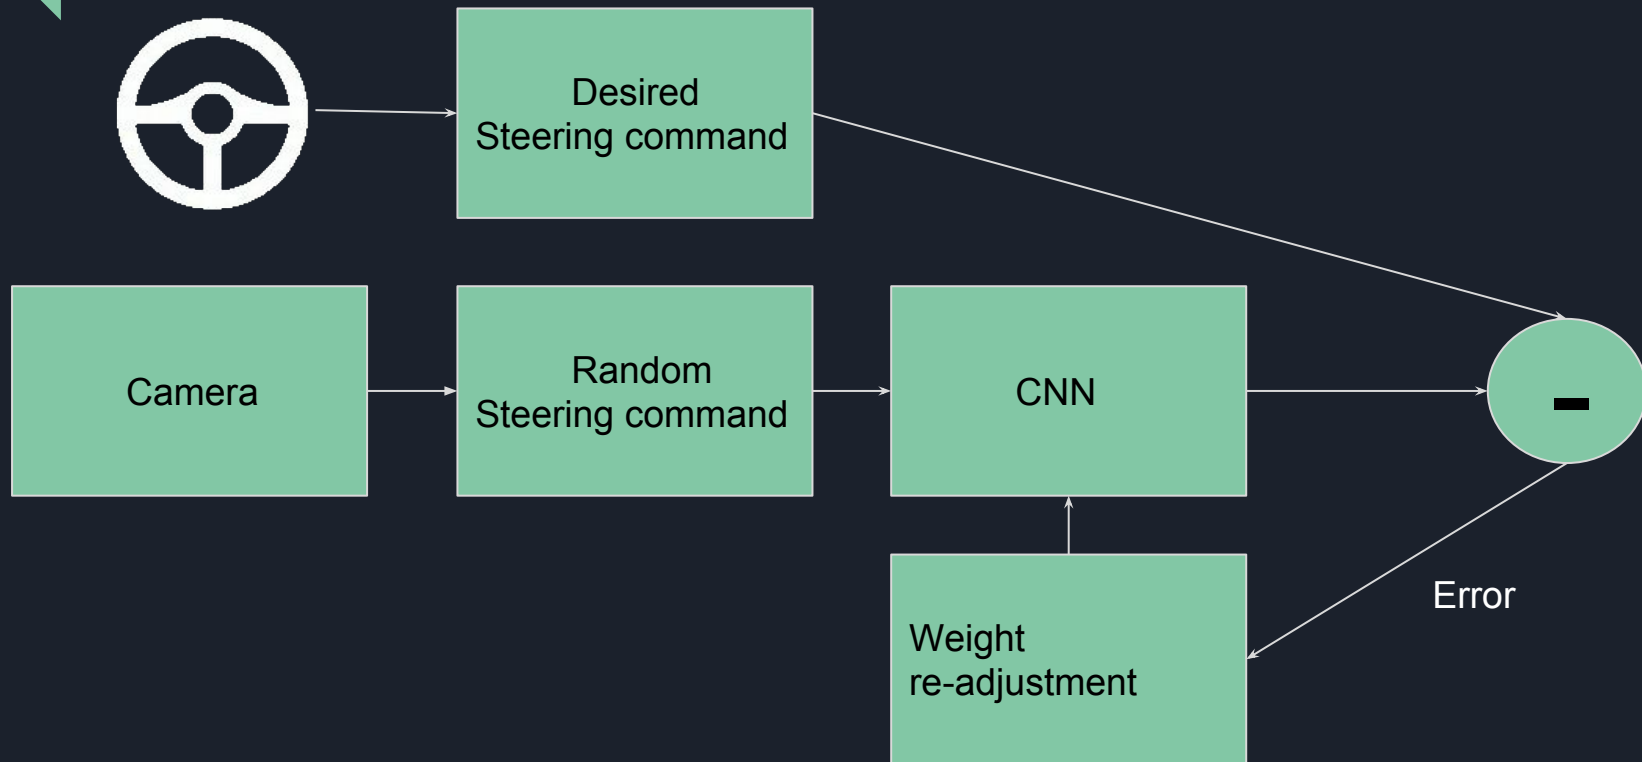 Desired
Steering command
Camera
Random
Steering command
CNN
-
Error
Weight
re-adjustment